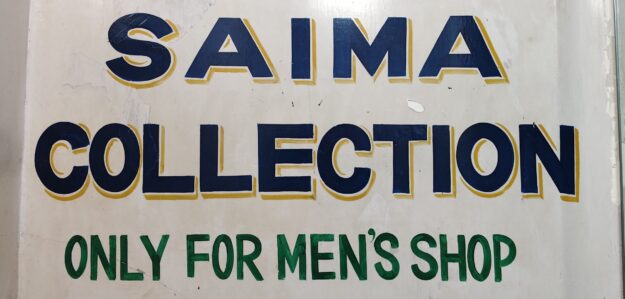 SAIMA
COLLECTION
ONLY FOR MEN'S SHOP